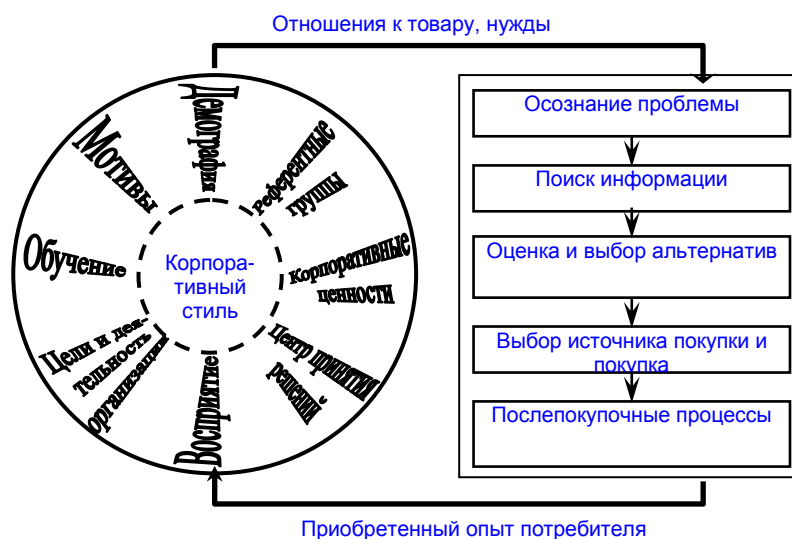 Отношения к товару, нужды
Демография
Референтные
группы
Корпоративные
ценности
Центр принятия
решений
Восприятие
Цели и дея-
тельность
организации
Обучение
Мотивы
Корпора-
тивный
стиль
Осознание проблемы
Поиск информации
Оценка и выбор альтернатив
Выбор источника покупки и
покупка
Послепокупочные процессы
Приобретенный опыт потребителя